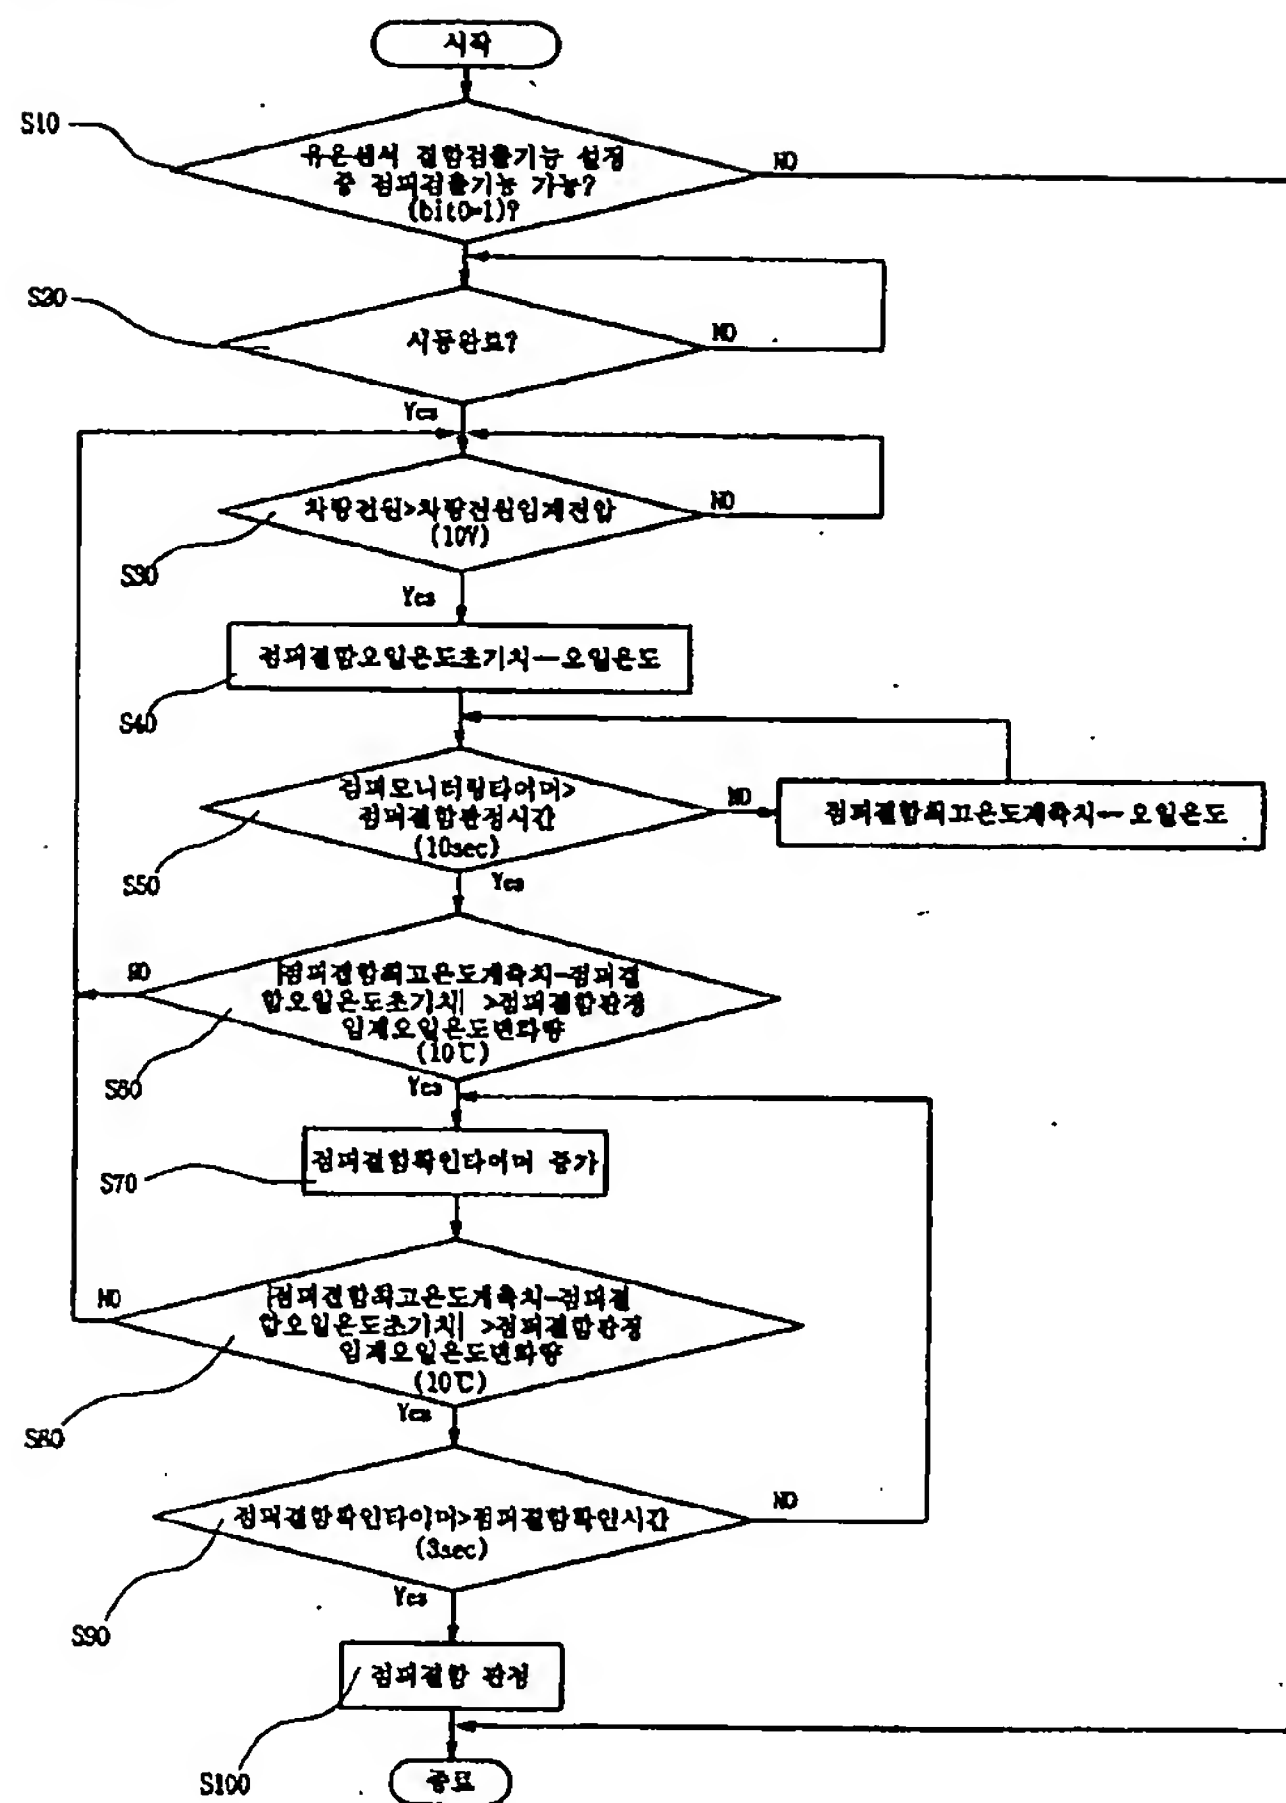 시작
S10
유온센서 결함검출기능 설정
중 점퍼검출기능 가능?
(bit0=1)?
NO
S20
시동완료?
NO
Yes
차량전원>차량전원임계전압
(10V)
NO
S30
Yes
점퍼결함오일온도초기치←오일온도
S40
점퍼모니터링타이머>
점퍼결함판정시간
(10sec)
NO
점퍼결함최고온도계측치←오일온도
S50
Yes
|점퍼결함최고온도계측치-점퍼결
함오일온도초기치| >점퍼결함판정
임계오일온도변화량
(10℃)
NO
S60
Yes
점퍼결함확인타이머 증가
S70
|점퍼결함최고온도계측치-점퍼결
함오일온도초기치| >점퍼결함판정
임계오일온도변화량
(10℃)
NO
S80
Yes
점퍼결함확인타이머>점퍼결함확인시간
(3sec)
NO
S90
Yes
점퍼결함 판정
S100
종료